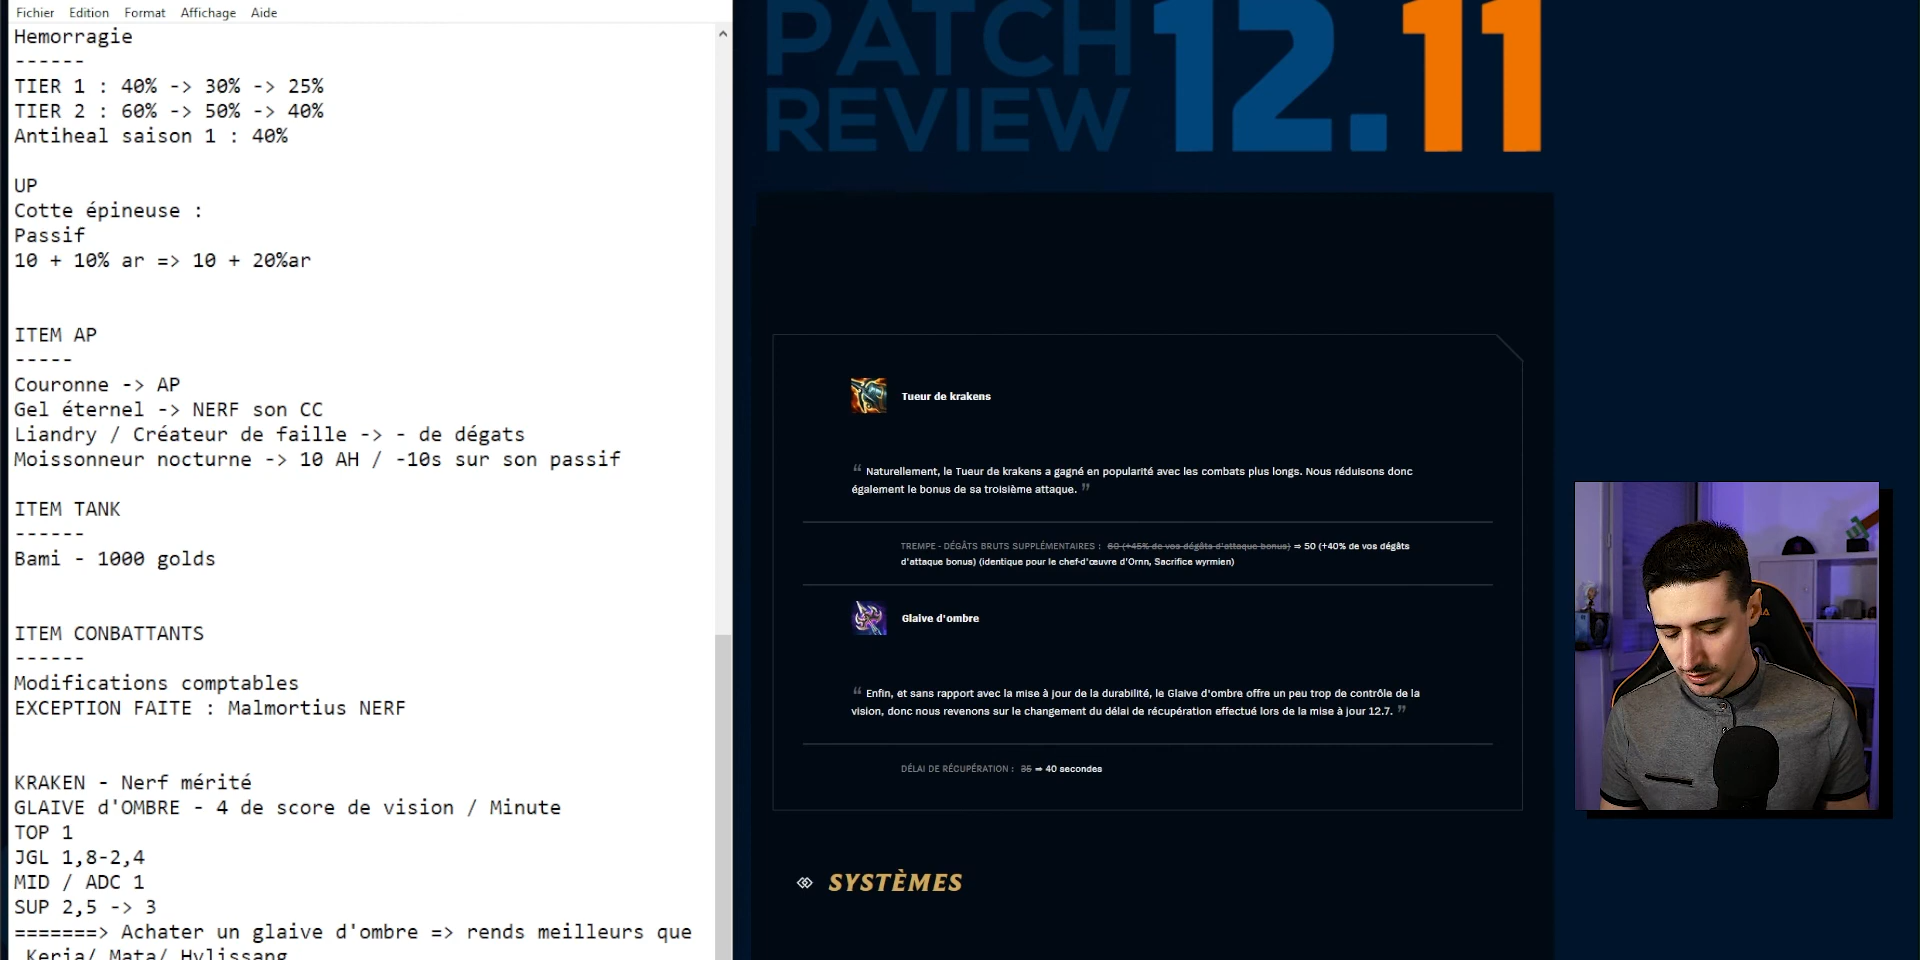 Fichier Edition Format Affichage Aide
Hemorragie
------
TIER 1 : 40% -> 30% -> 25%
TIER 2 : 60% -> 50% -> 40%
Antiheal saison 1 : 40%
UP
Cotte épineuse :
Passif
10 + 10% ar => 10 + 20%ar
ITEM AP
-----
Couronne -> AP
Gel éternel -> NERF son CC
Liandry / Créateur de faille -> - de dégats
Moissonneur nocturne -> 10 AH / -10s sur son passif
ITEM TANK
------
Bami - 1000 golds
ITEM CONBATTANTS
------
Modifications comptables
EXCEPTION FAITE : Malmortius NERF
KRAKEN - Nerf mérité
GLAIVE d'OMBRE - 4 de score de vision / Minute
TOP 1
JGL 1,8-2,4
MID / ADC 1
SUP 2,5 -> 3
=======> Achater un glaive d'ombre => rends meilleurs que
Keria/ Mata/ Hylissang
PATCH
REVIEW
12.11
Tueur de krakens
“ Naturellement, le Tueur de krakens a gagné en popularité avec les combats plus longs. Nous réduisons donc
également le bonus de sa troisième attaque. ”
TREMPE - DÉGÂTS BRUTS SUPPLÉMENTAIRES : 60 (+45% de vos dégâts d'attaque bonus) ⇒ 50 (+40% de vos dégâts
d'attaque bonus) (identique pour le chef-d'œuvre d'Ornn, Sacrifice wyrmien)
Glaive d'ombre
“ Enfin, et sans rapport avec la mise à jour de la durabilité, le Glaive d'ombre offre un peu trop de contrôle de la
vision, donc nous revenons sur le changement du délai de récupération effectué lors de la mise à jour 12.7. ”
DÉLAI DE RÉCUPÉRATION : 35 ⇒ 40 secondes
SYSTÈMES